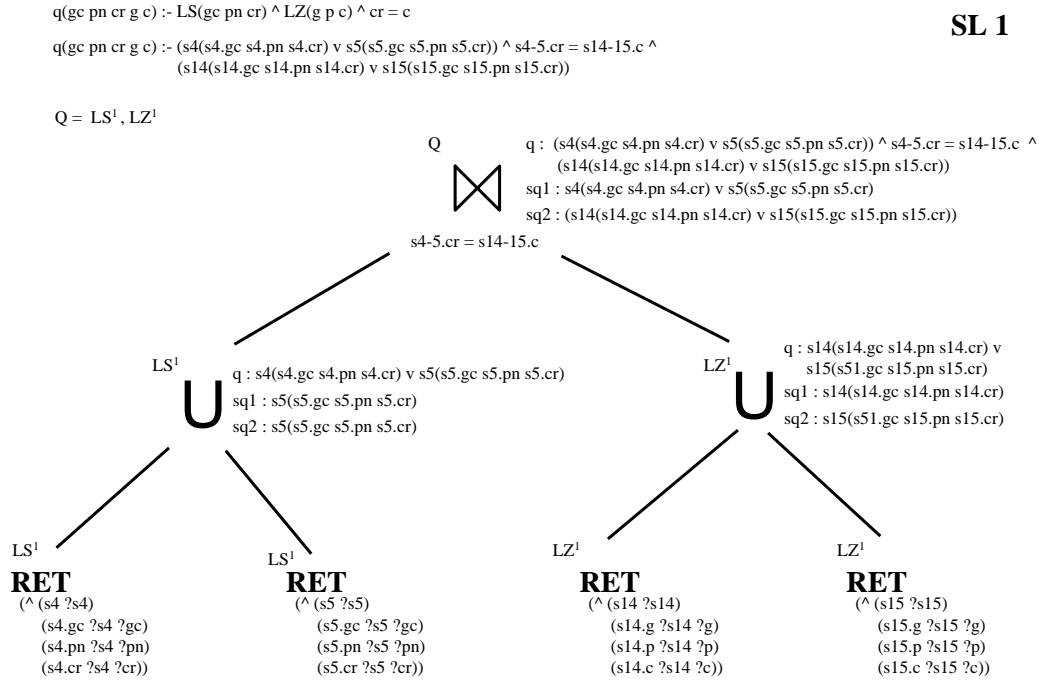 q(gc pn cr g c) :- LS(gc pn cr) ^ LZ(g p c) ^ cr = c
SL 1
q(gc pn cr g c) :- (s4(s4.gc s4.pn s4.cr) v s5(s5.gc s5.pn s5.cr)) ^ s4-5.cr = s14-15.c ^
(s14(s14.gc s14.pn s14.cr) v s15(s15.gc s15.pn s15.cr))
Q = LS¹ , LZ¹
Q
q : (s4(s4.gc s4.pn s4.cr) v s5(s5.gc s5.pn s5.cr)) ^ s4-5.cr = s14-15.c ^
(s14(s14.gc s14.pn s14.cr) v s15(s15.gc s15.pn s15.cr))
sq1 : s4(s4.gc s4.pn s4.cr) v s5(s5.gc s5.pn s5.cr)
sq2 : (s14(s14.gc s14.pn s14.cr) v s15(s15.gc s15.pn s15.cr))
s4-5.cr = s14-15.c
LS¹
U
q : s4(s4.gc s4.pn s4.cr) v s5(s5.gc s5.pn s5.cr)
sq1 : s5(s5.gc s5.pn s5.cr)
sq2 : s5(s5.gc s5.pn s5.cr)
LZ¹
U
q : s14(s14.gc s14.pn s14.cr) v
s15(s51.gc s15.pn s15.cr)
sq1 : s14(s14.gc s14.pn s14.cr)
sq2 : s15(s51.gc s15.pn s15.cr)
LS¹
RET
(^ (s4 ?s4)
(s4.gc ?s4 ?gc)
(s4.pn ?s4 ?pn)
(s4.cr ?s4 ?cr))
LS¹
RET
(^ (s5 ?s5)
(s5.gc ?s5 ?gc)
(s5.pn ?s5 ?pn)
(s5.cr ?s5 ?cr))
LZ¹
RET
(^ (s14 ?s14)
(s14.g ?s14 ?g)
(s14.p ?s14 ?p)
(s14.c ?s14 ?c))
LZ¹
RET
(^ (s15 ?s15)
(s15.g ?s15 ?g)
(s15.p ?s15 ?p)
(s15.c ?s15 ?c))